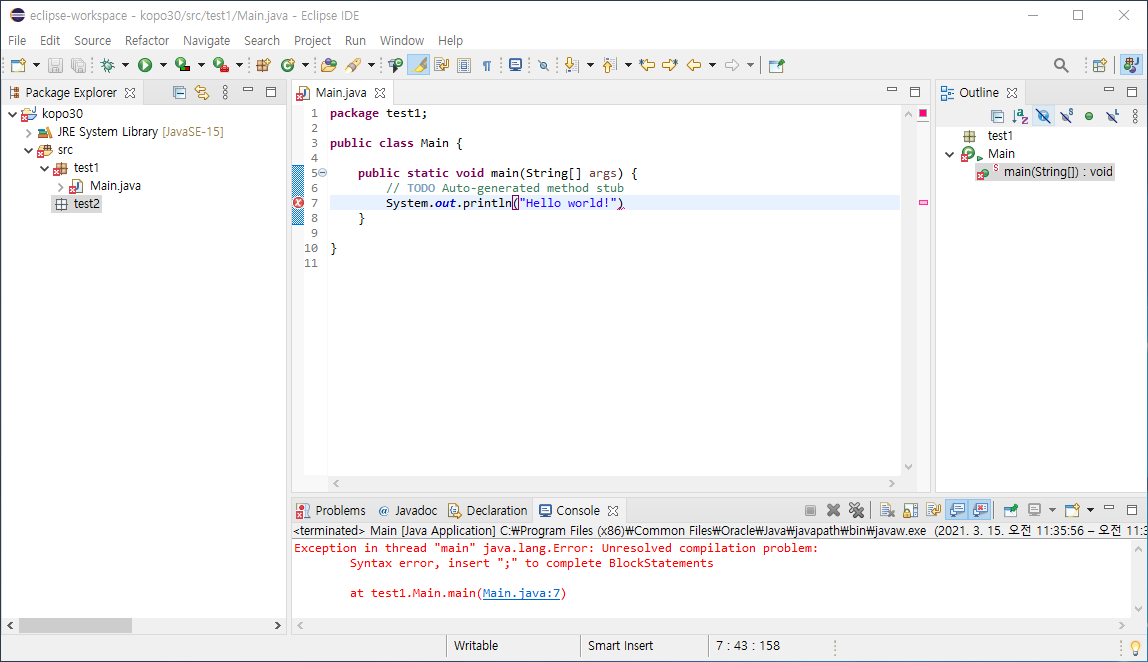 eclipse-workspace - kopo30/src/test1/Main.java - Eclipse IDE
File Edit Source Refactor Navigate Search Project Run Window Help
Package Explorer
kopo30
JRE System Library [JavaSE-15]
src
test1
Main.java
test2
Main.java
1 package test1;
2
3 public class Main {
4
5 public static void main(String[] args) {
6 // TODO Auto-generated method stub
7 System.out.println("Hello world!")
8 }
9
10 }
11
Outline
test1
Main
main(String[]) : void
Problems @ Javadoc Declaration Console
<terminated> Main [Java Application] C:₩Program Files (x86)₩Common Files₩Oracle₩Java₩javapath₩bin₩javaw.exe (2021. 3. 15. 오전 11:35:56 – 오전 11:3
Exception in thread "main" java.lang.Error: Unresolved compilation problem:
Syntax error, insert ";" to complete BlockStatements
at test1.Main.main(Main.java:7)
Writable Smart Insert 7 : 43 : 158